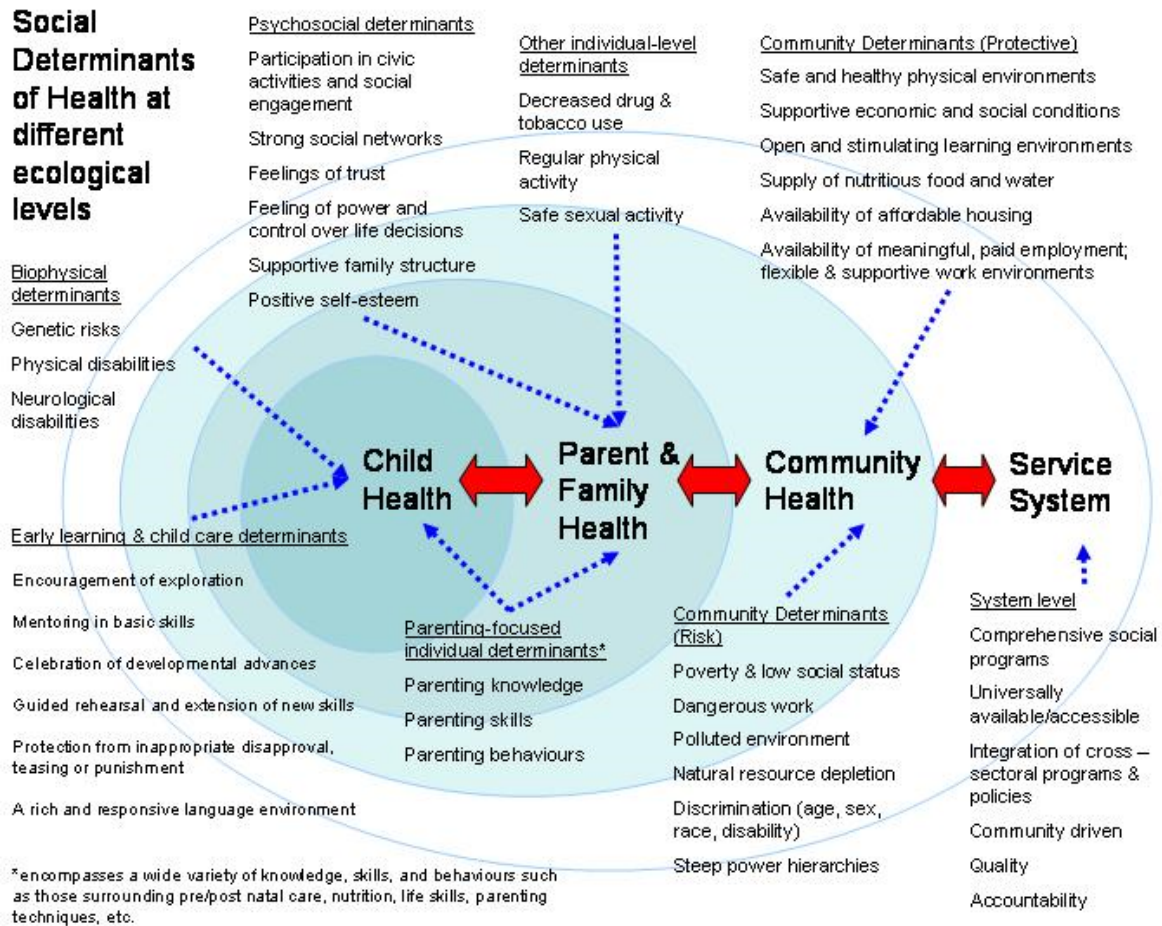 Social
Determinants
of Health at
different
ecological
levels
Psychosocial determinants
Participation in civic
activities and social
engagement
Strong social networks
Feelings of trust
Feeling of power and
control over life decisions
Supportive family structure
Positive self-esteem
Other individual-level
determinants
Decreased drug &
tobacco use
Regular physical
activity
Safe sexual activity
Community Determinants (Protective)
Safe and healthy physical environments
Supportive economic and social conditions
Open and stimulating learning environments
Supply of nutritious food and water
Availability of affordable housing
Availability of meaningful, paid employment;
flexible & supportive work environments
Biophysical
determinants
Genetic risks
Physical disabilities
Neurological
disabilities
Child
Health
Parent &
Family
Health
Community
Health
Service
System
Early learning & child care determinants
Encouragement of exploration
Mentoring in basic skills
Celebration of developmental advances
Guided rehearsal and extension of new skills
Protection from inappropriate disapproval,
teasing or punishment
A rich and responsive language environment
Parenting-focused
individual determinants*
Parenting knowledge
Parenting skills
Parenting behaviours
Community Determinants
(Risk)
Poverty & low social status
Dangerous work
Polluted environment
Natural resource depletion
Discrimination (age, sex,
race, disability)
Steep power hierarchies
System level
Comprehensive social
programs
Universally
available/accessible
Integration of cross –
sectoral programs &
policies
Community driven
Quality
Accountability
*encompasses a wide variety of knowledge, skills, and behaviours such
as those surrounding pre/post natal care, nutrition, life skills, parenting
techniques, etc.